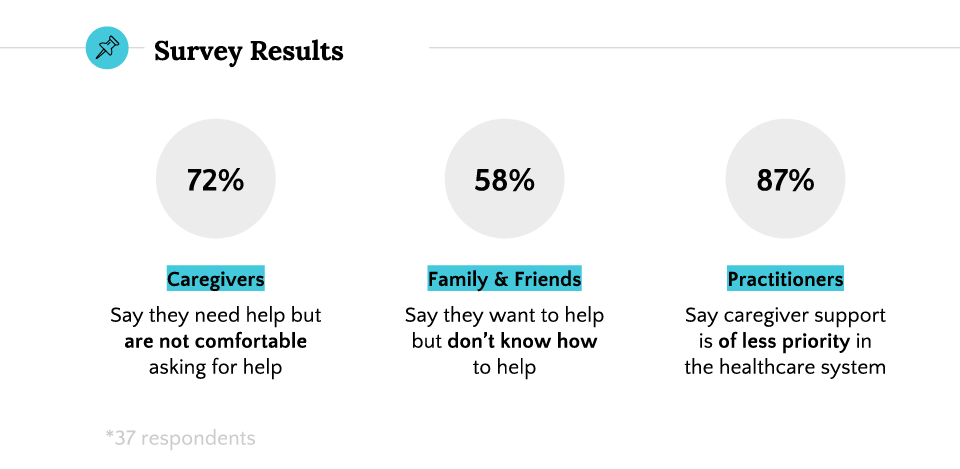 Survey Results
72%
58%
87%
Caregivers
Say they need help but
are not comfortable
asking for help
Family & Friends
Say they want to help
but don't know how
to help
Practitioners
Say caregiver support
is of less priority in
the healthcare system
*37 respondents